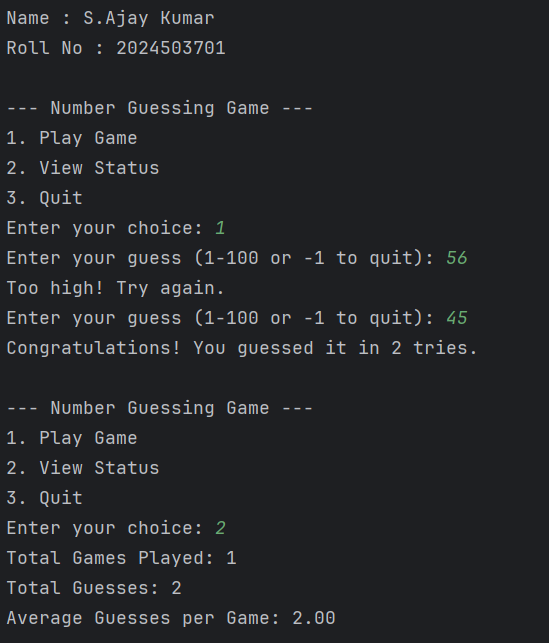 Name : S.Ajay Kumar
Roll No : 2024503701
--- Number Guessing Game ---
1. Play Game
2. View Status
3. Quit
Enter your choice: 1
Enter your guess (1-100 or -1 to quit): 56
Too high! Try again.
Enter your guess (1-100 or -1 to quit): 45
Congratulations! You guessed it in 2 tries.
--- Number Guessing Game ---
1. Play Game
2. View Status
3. Quit
Enter your choice: 2
Total Games Played: 1
Total Guesses: 2
Average Guesses per Game: 2.00